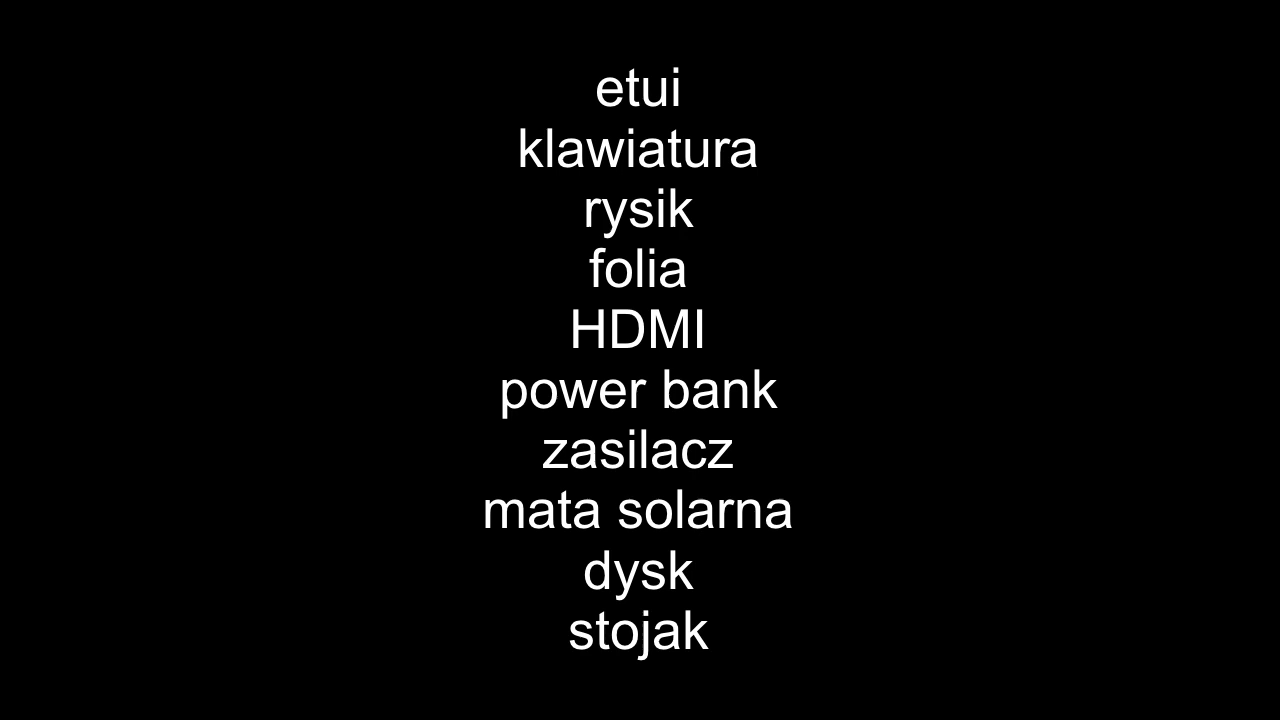 etui
klawiatura
rysik
folia
HDMI
power bank
zasilacz
mata solarna
dysk
stojak